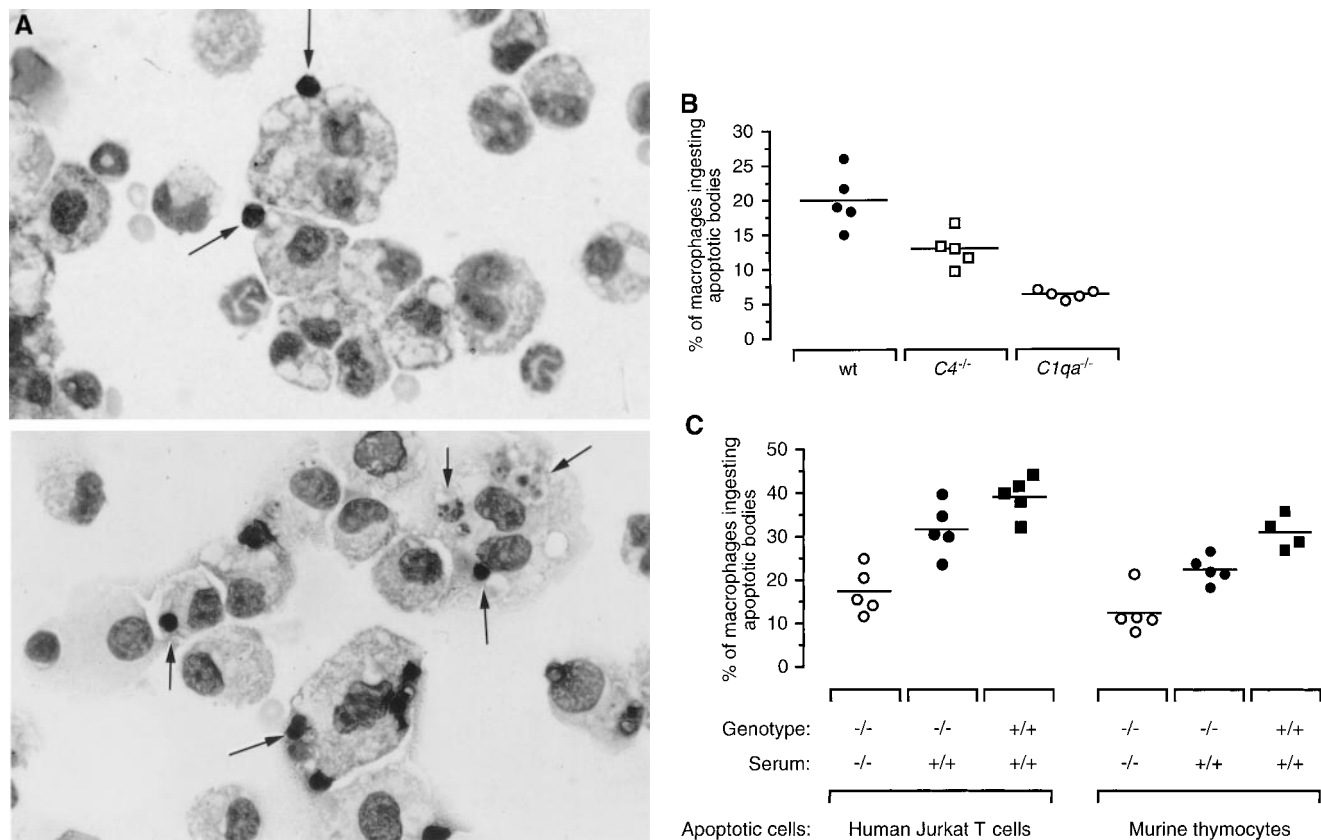 A
B
% of macrophages ingesting
apoptotic bodies
30
25
20
15
10
5
0
wt
C4-/-
C1qa-/-
C
% of macrophages ingesting
apoptotic bodies
50
40
30
20
10
0
Genotype: -/- -/- +/+ -/- -/- +/+
Serum: -/- +/+ +/+ -/- +/+ +/+
Apoptotic cells: Human Jurkat T cells Murine thymocytes